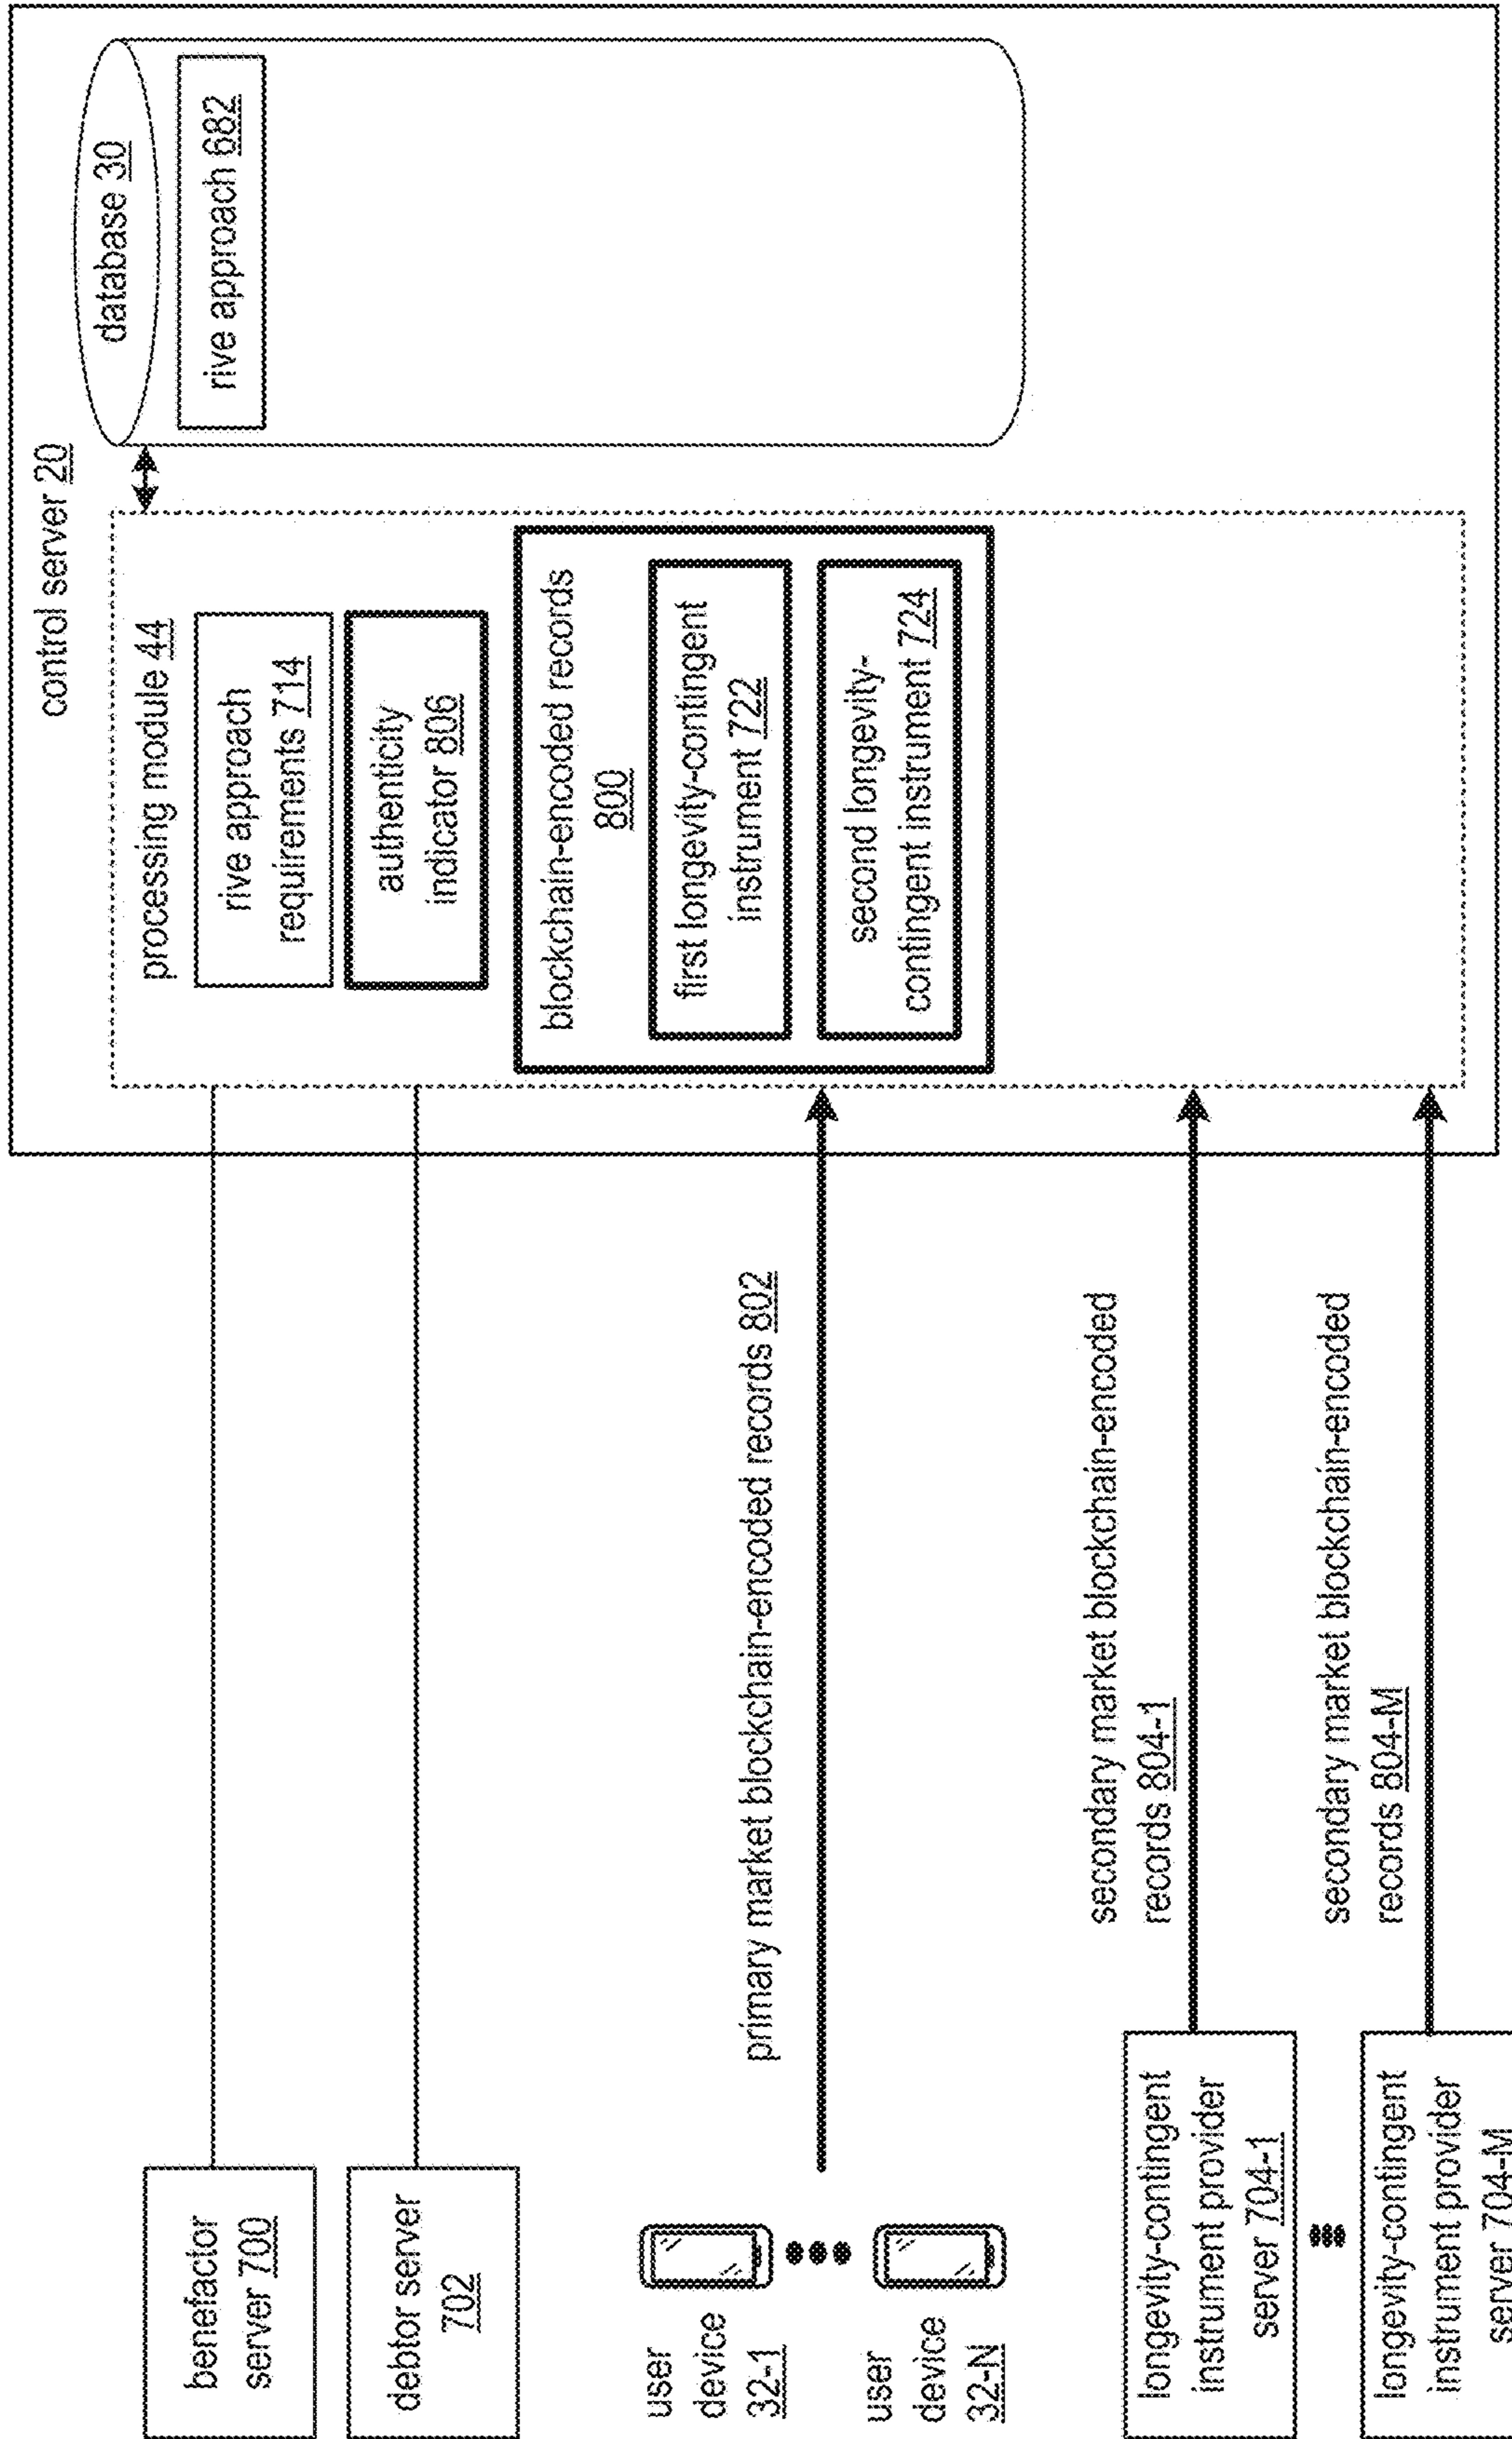 control server 20
processing module 44
rive approach
requirements 714
authenticity
indicator 806
blockchain-encoded records
800
first longevity-contingent
instrument 722
second longevity-
contingent instrument 724
database 30
rive approach 682
benefactor
server 700
debtor server
702
user
device
32-1
user
device
32-N
primary market blockchain-encoded records 802
longevity-contingent
instrument provider
server 704-1
secondary market blockchain-encoded
records 804-1
longevity-contingent
instrument provider
server 704-M
secondary market blockchain-encoded
records 804-M